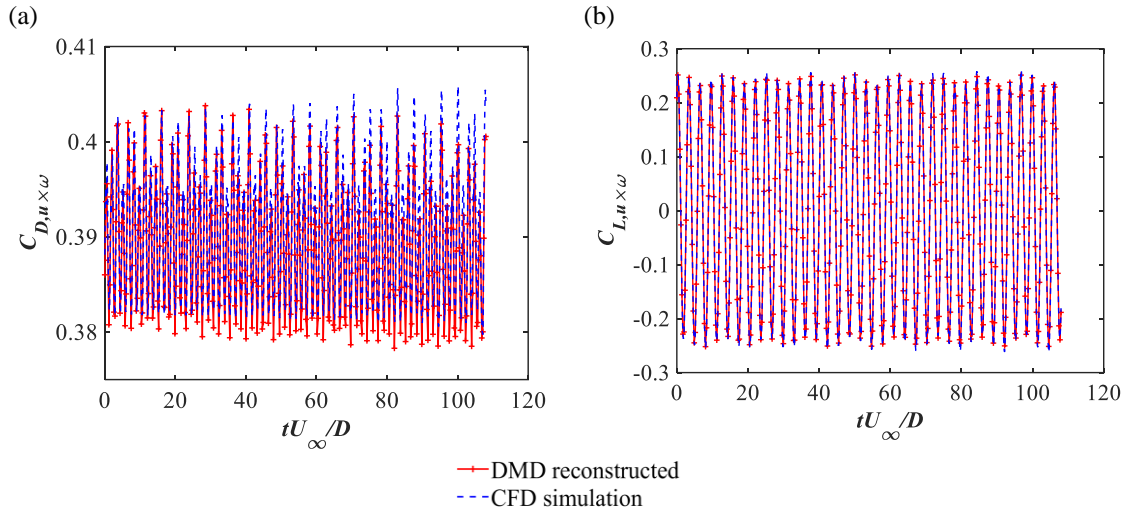 (a)
0.41
0.4
0.39
0.38
C_{D,u×ω}
0 20 40 60 80 100 120
tU_∞/D
(b)
0.3
0.2
0.1
0
-0.1
-0.2
-0.3
C_{L,u×ω}
0 20 40 60 80 100 120
tU_∞/D
DMD reconstructed
CFD simulation